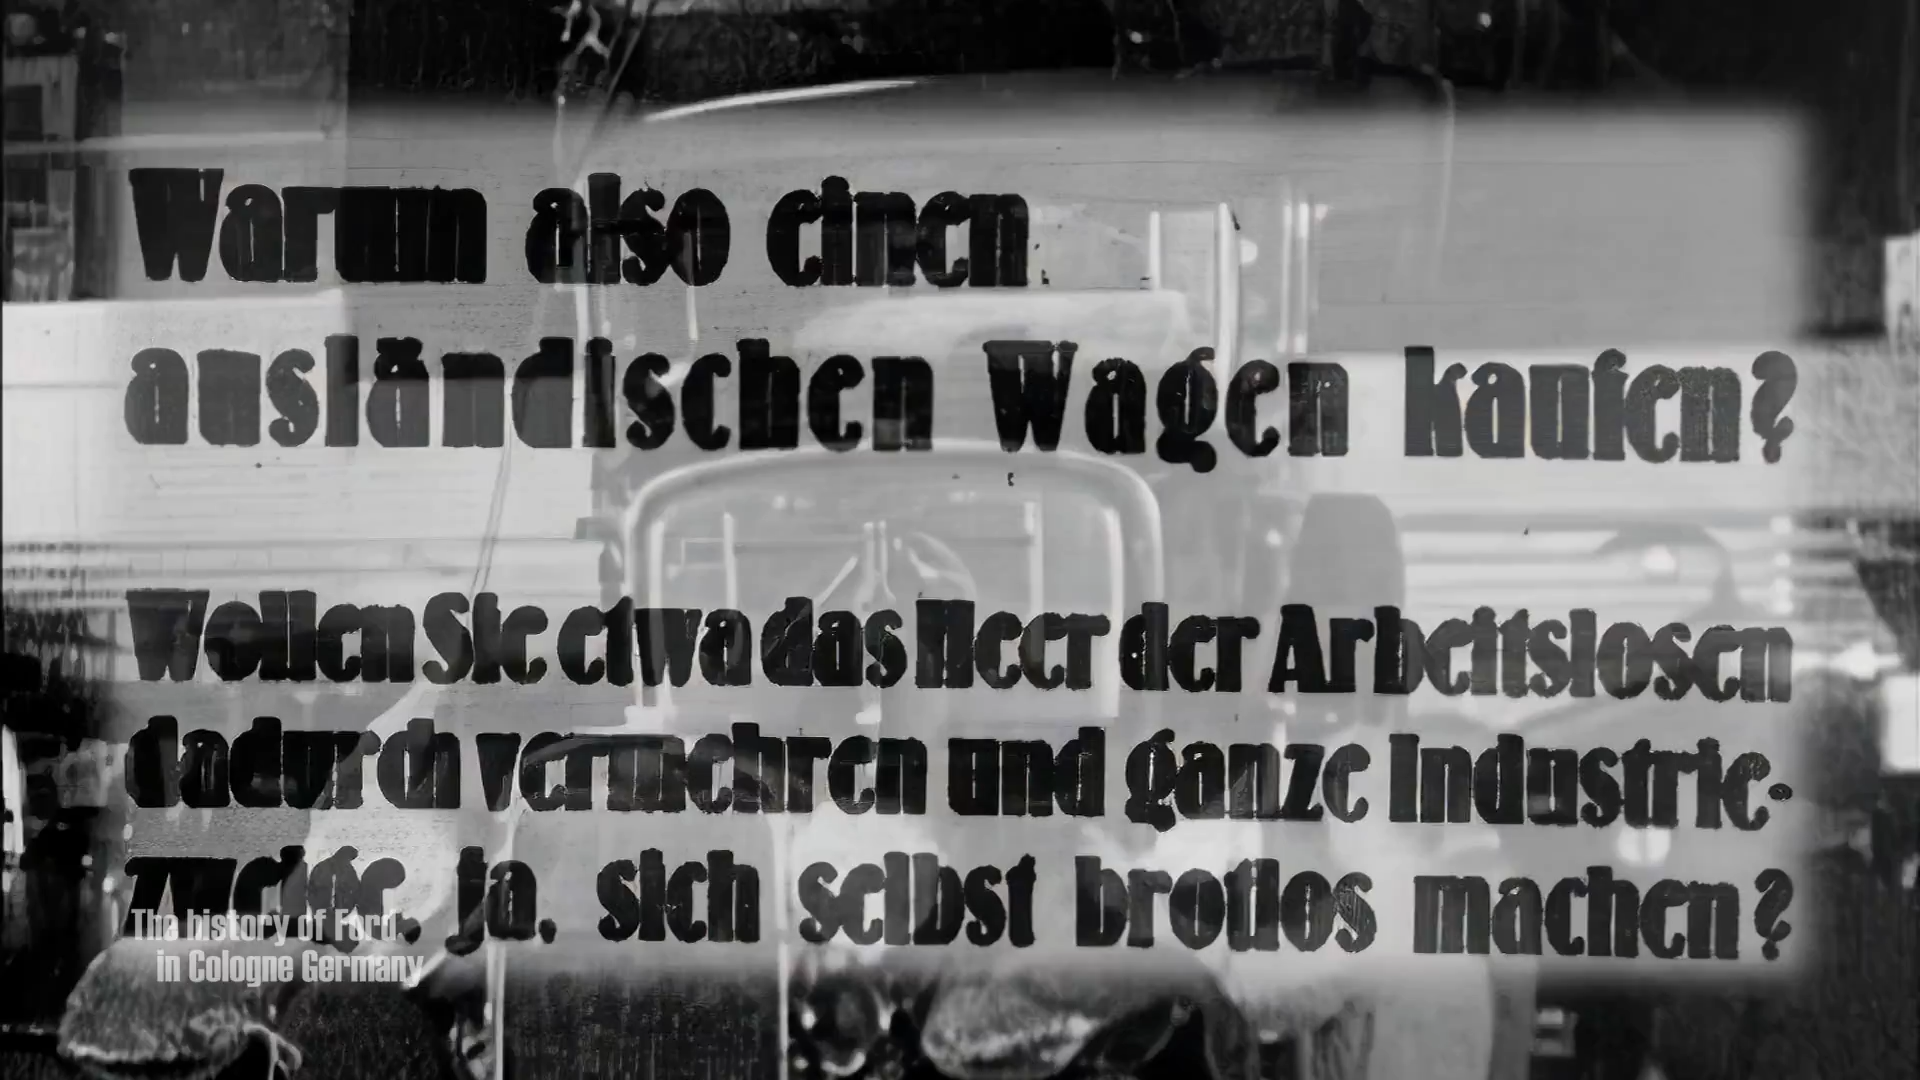 Warum also einen
ausländischen Wagen kaufen?
Wollen Sie etwa das Heer der Arbeitslosen
dadurch vermehren und ganze Industrie-
zweige, ja, sich selbst brotlos machen?
The history of Ford
in Cologne Germany